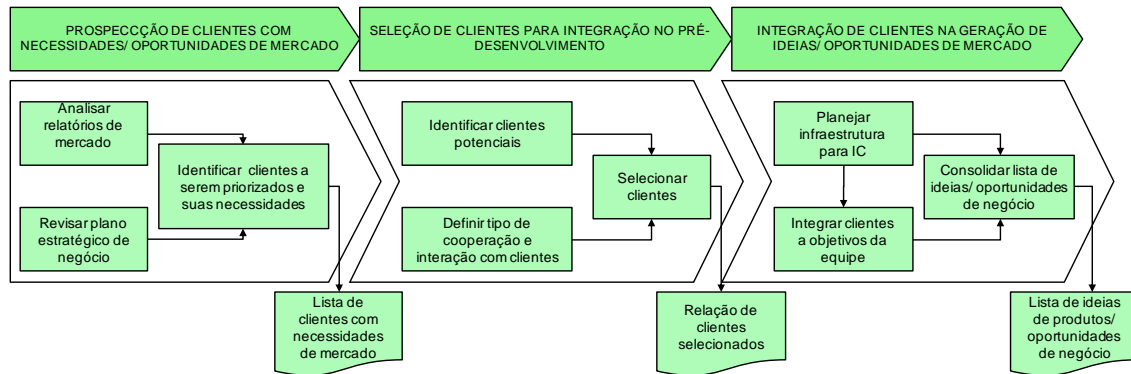 PROSPECCÇÃO DE CLIENTES COM
NECESSIDADES/ OPORTUNIDADES DE MERCADO
SELEÇÃO DE CLIENTES PARA INTEGRAÇÃO NO PRÉ-
DESENVOLVIMENTO
INTEGRAÇÃO DE CLIENTES NA GERAÇÃO DE
IDEIAS/ OPORTUNIDADES DE MERCADO
Analisar
relatórios de
mercado
Identificar clientes a
serem priorizados e
suas necessidades
Revisar plano
estratégico de
negócio
Lista de
clientes com
necessidades
de mercado
Identificar clientes
potenciais
Selecionar
clientes
Definir tipo de
cooperação e
interação com clientes
Relação de
clientes
selecionados
Planejar
infraestrutura
para IC
Consolidar lista de
ideias/ oportunidades
de negócio
Integrar clientes
a objetivos da
equipe
Lista de ideias
de produtos/
oportunidades
de negócio